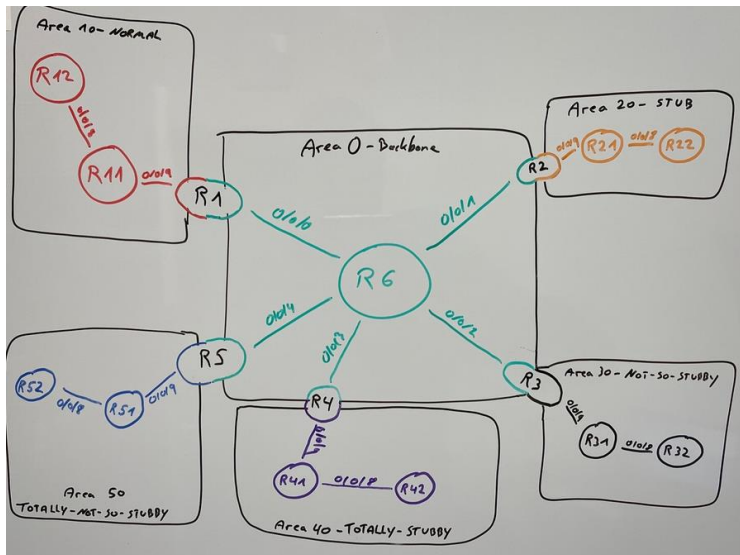 Area 10 - NORMAL
R12
0/0/8
R11
0/0/9
R1
Area 0 - Backbone
0/0/0
0/0/1
R6
0/0/4
0/0/3
0/0/2
Area 20 - STUB
R2
0/0/9
R21
0/0/8
R22
R5
0/0/9
R51
0/0/8
R52
Area 50
TOTALLY-NOT-SO-STUBBY
R4
0/0/9
R41
0/0/8
R42
Area 40 - TOTALLY-STUBBY
R3
Area 30 - NOT-SO-STUBBY
0/0/9
R31
0/0/8
R32